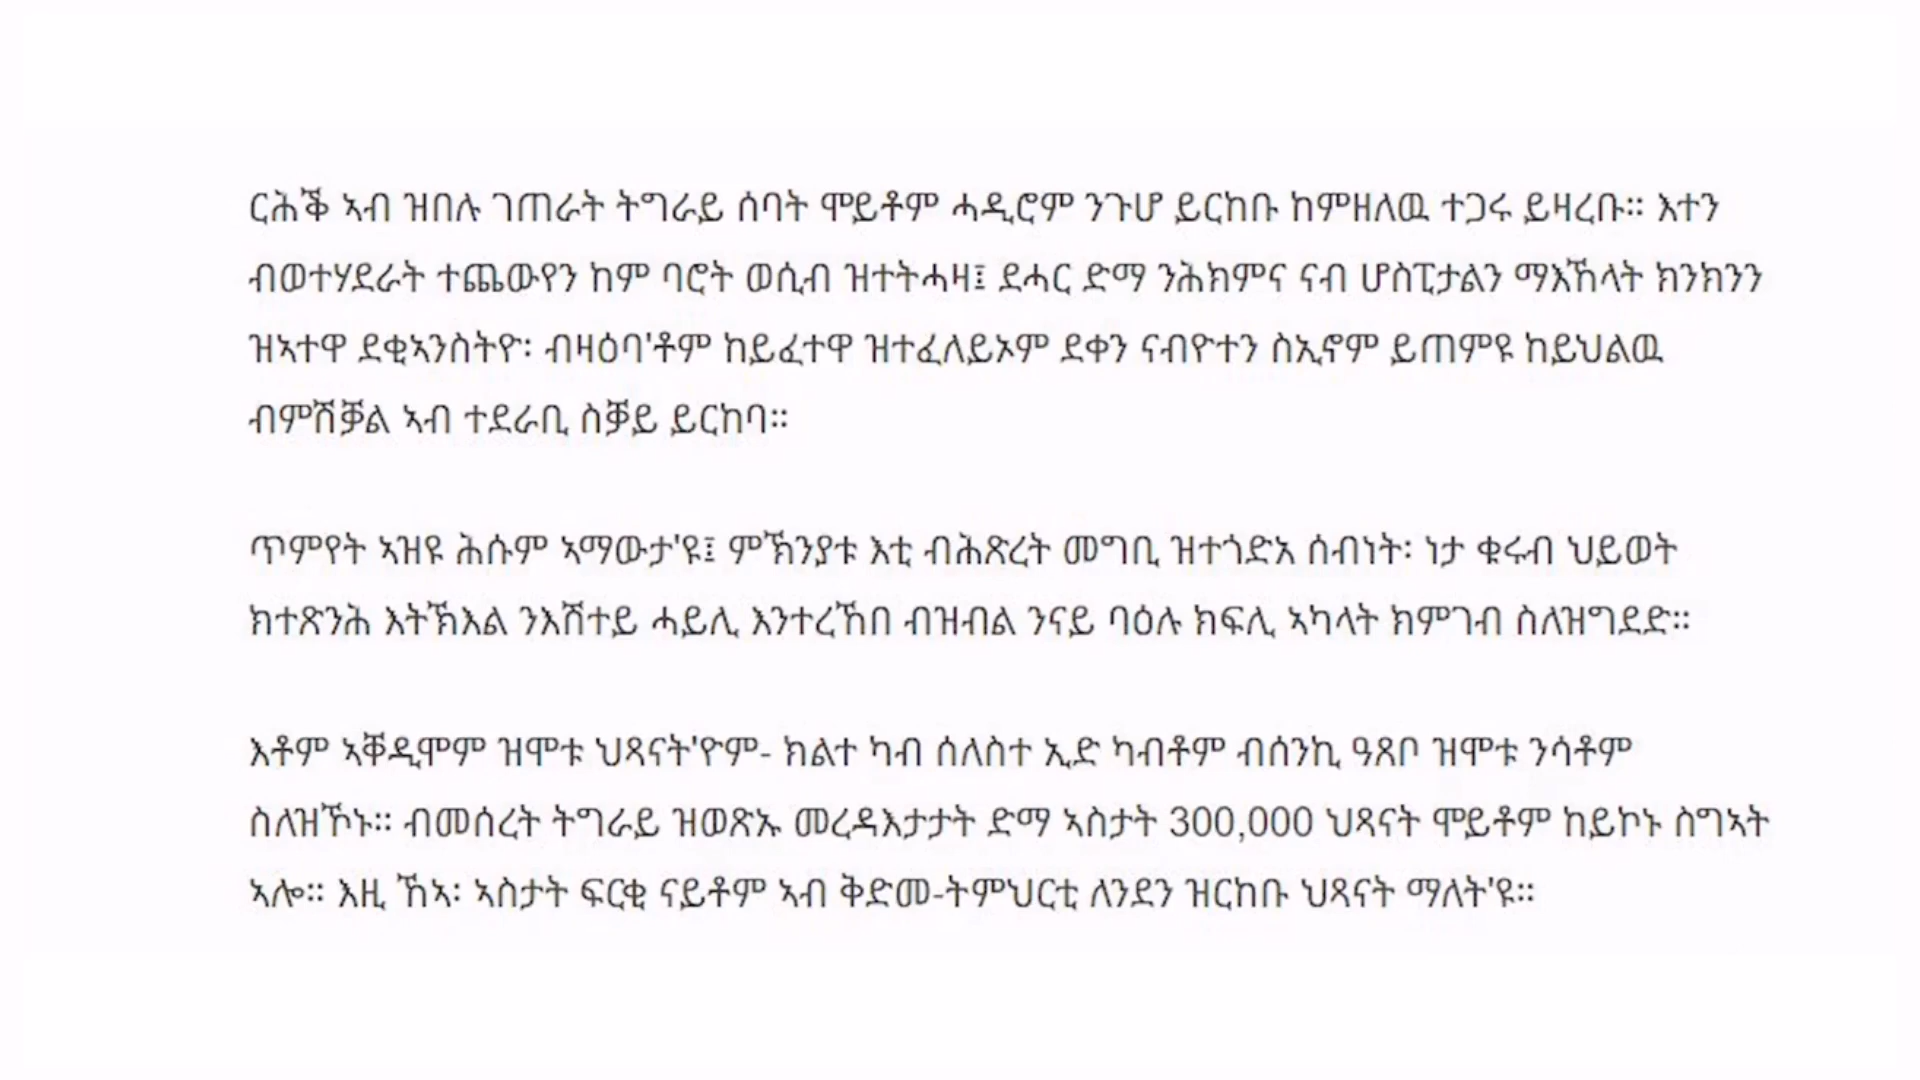 ርሕቕ ኣብ ዝበሉ ገጠራት ትግራይ ሰባት ሞይቶም ሓዲሮም ንጉሆ ይርከቡ ከምዘለዉ ተጋሩ ይዛረቡ። እተን
ብወተሃደራት ተጨውየን ከም ባሮት ወሲብ ዝተትሓዛ፤ ደሓር ድማ ንሕክምና ናብ ሆስፒታልን ማእኸላት ክንክንን
ዝኣተዋ ደቂኣንስትዮ፡ ብዛዕባ'ቶም ከይፈተዋ ዝተፈለይኦም ደቀን ናብዮተን ስኢኖም ይጠምዩ ከይህልዉ
ብምሽቓል ኣብ ተደራቢ ስቓይ ይርከባ።
ጥምየት ኣዝዩ ሕሱም ኣማውታ'ዩ፤ ምኽንያቱ እቲ ብሕጽረት መግቢ ዝተጎድአ ሰብነት፡ ነታ ቁሩብ ህይወት
ክተጽንሕ እትኽእል ንእሽተይ ሓይሊ እንተረኸበ ብዝብል ንናይ ባዕሉ ክፍሊ ኣካላት ክምገብ ስለዝግደድ።
እቶም ኣቐዲሞም ዝሞቱ ህጻናት'ዮም- ክልተ ካብ ሰለስተ ኢድ ካብቶም ብሰንኪ ዓጸቦ ዝሞቱ ንሳቶም
ስለዝኾኑ። ብመሰረት ትግራይ ዝወጽኡ መረዳእታታት ድማ ኣስታት 300,000 ህጻናት ሞይቶም ከይኮኑ ስግኣት
ኣሎ። እዚ ኸኣ፡ ኣስታት ፍርቂ ናይቶም ኣብ ቅድመ-ትምህርቲ ለንደን ዝርከቡ ህጻናት ማለት'ዩ።